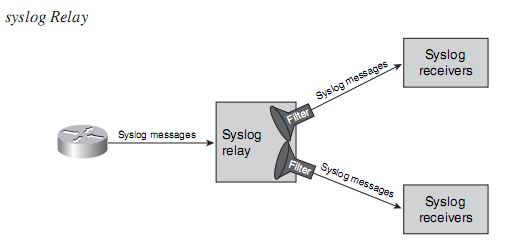 syslog Relay
Syslog messages
Syslog
relay
Filter
Syslog messages
Syslog
receivers
Filter
Syslog messages
Syslog
receivers